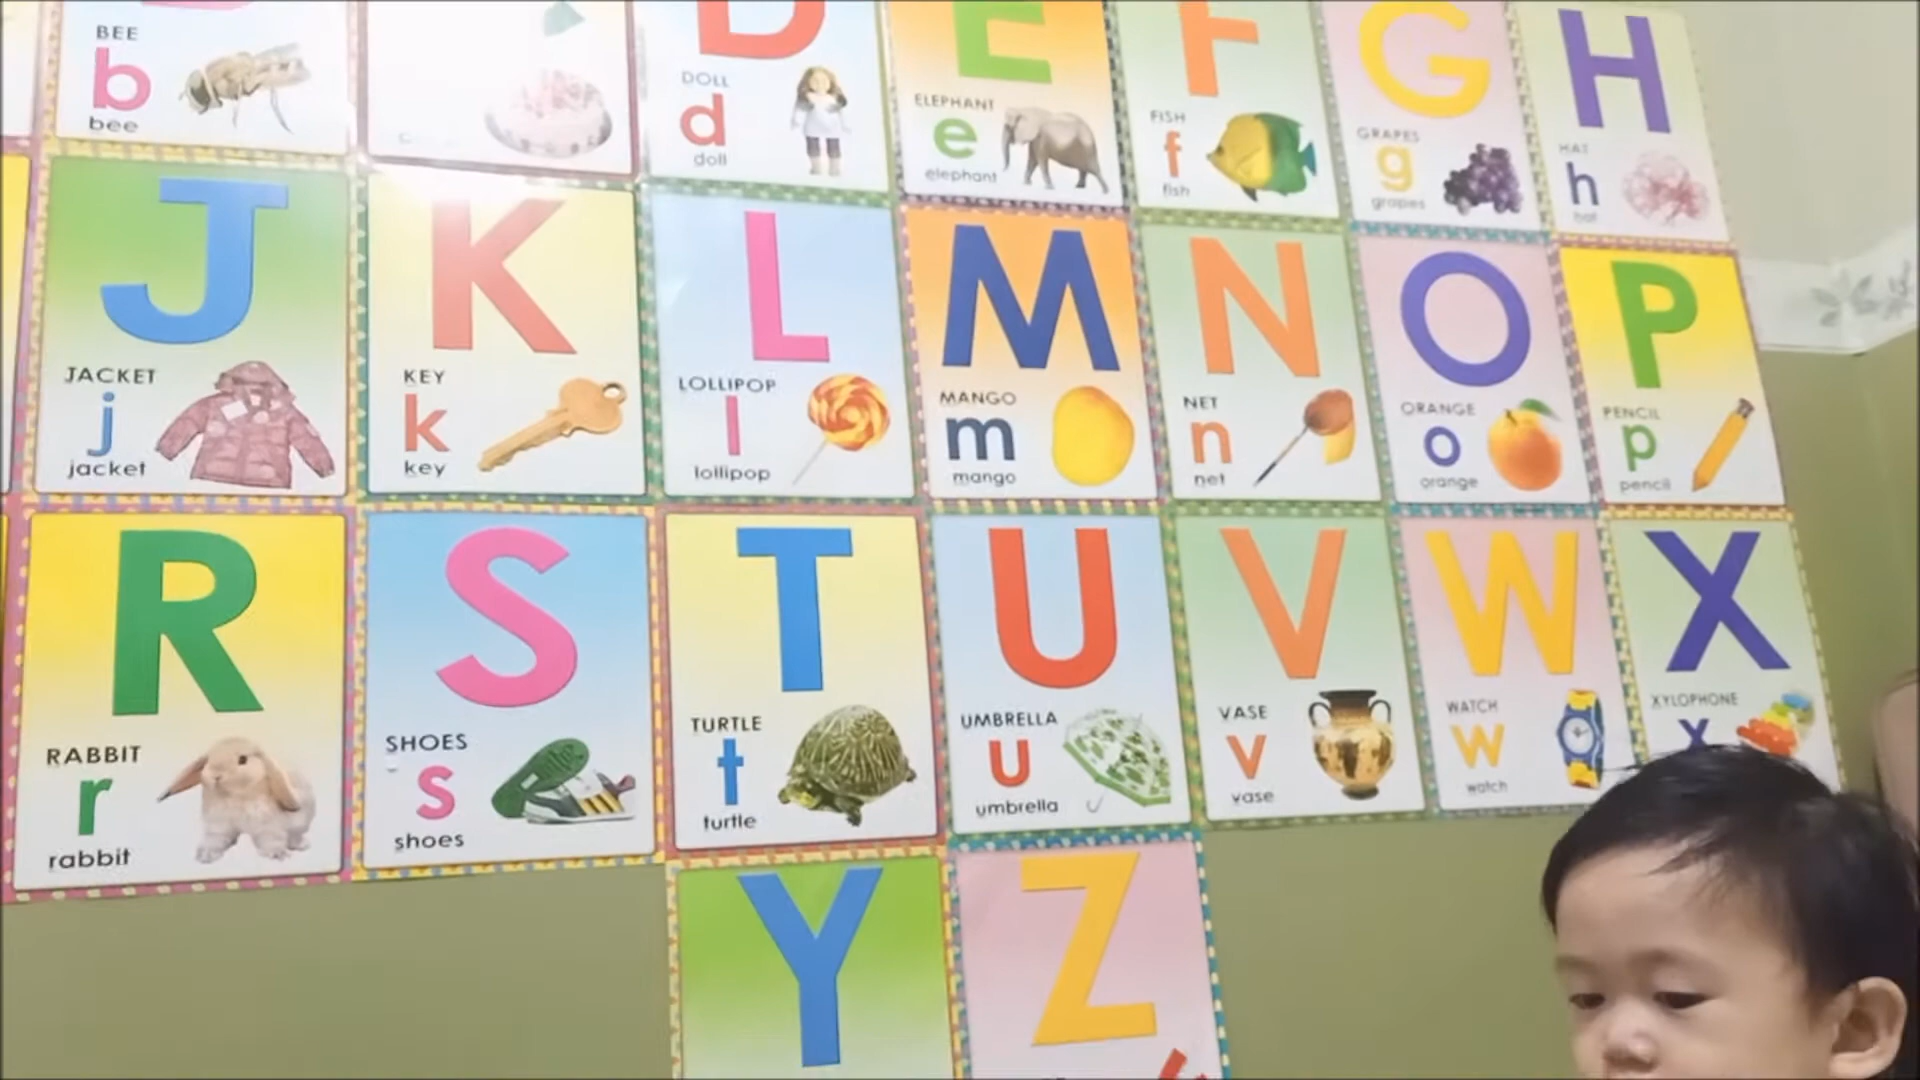 BEE
b
bee
D
DOLL
d
doll
E
ELEPHANT
e
elephant
F
FISH
f
fish
G
GRAPES
g
grapes
H
HAT
h
hat
J
JACKET
j
jacket
K
KEY
k
key
L
LOLLIPOP
l
lollipop
M
MANGO
m
mango
N
NET
n
net
O
ORANGE
o
orange
P
PENCIL
p
pencil
R
RABBIT
r
rabbit
S
SHOES
s
shoes
T
TURTLE
t
turtle
U
UMBRELLA
u
umbrella
V
VASE
v
vase
W
WATCH
w
watch
X
XYLOPHONE
x
Y
Z